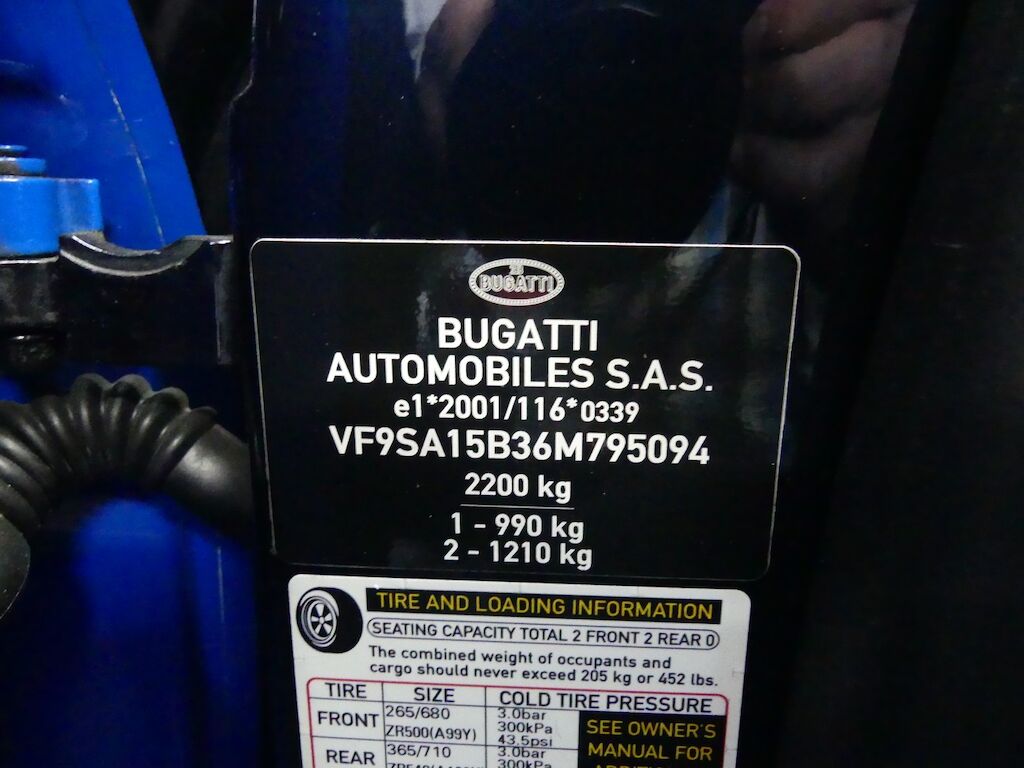 BUGATTI
BUGATTI
AUTOMOBILES S.A.S.
e1*2001/116*0339
VF9SA15B36M795094
2200 kg
1 - 990 kg
2 - 1210 kg
TIRE AND LOADING INFORMATION
SEATING CAPACITY TOTAL 2 FRONT 2 REAR 0
The combined weight of occupants and
cargo should never exceed 205 kg or 452 lbs.
TIRE SIZE COLD TIRE PRESSURE
FRONT 265/680 ZR500(A99Y) 3.0bar 300kPa 43.5psi
SEE OWNER'S
MANUAL FOR
REAR 365/710 3.0bar 300kPa